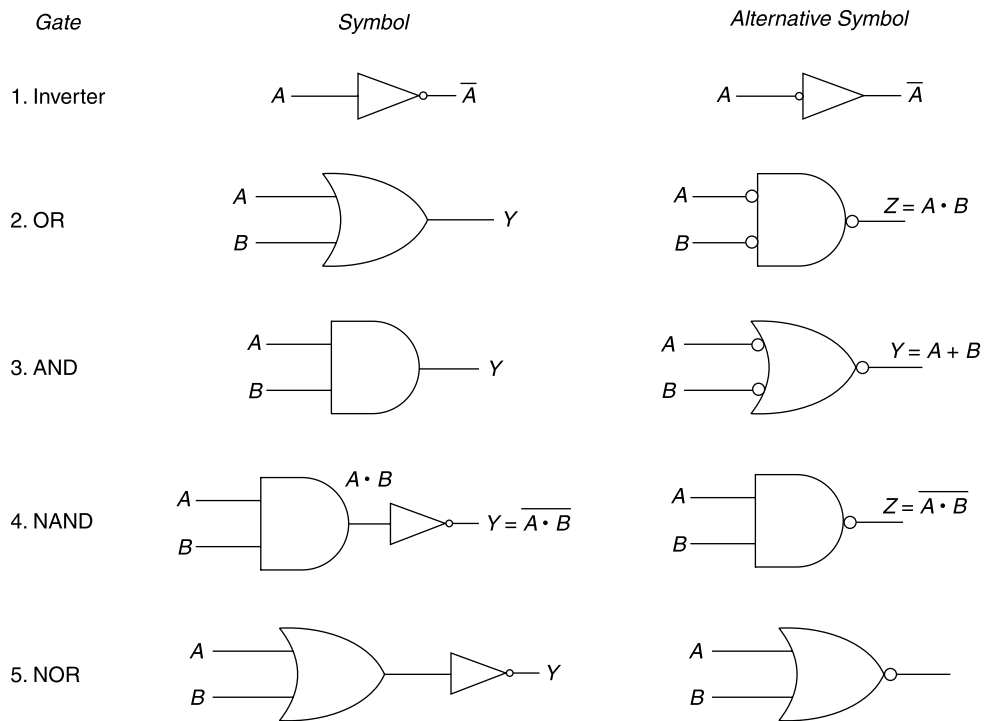 Gate Symbol Alternative Symbol
1. Inverter A A̅ A A̅
2. OR A B Y A B Z = A • B
3. AND A B Y A B Y = A + B
4. NAND A B A • B Y = A̅ ̅•̅ ̅B̅ A B Z = A̅ ̅•̅ ̅B̅
5. NOR A B Y A B